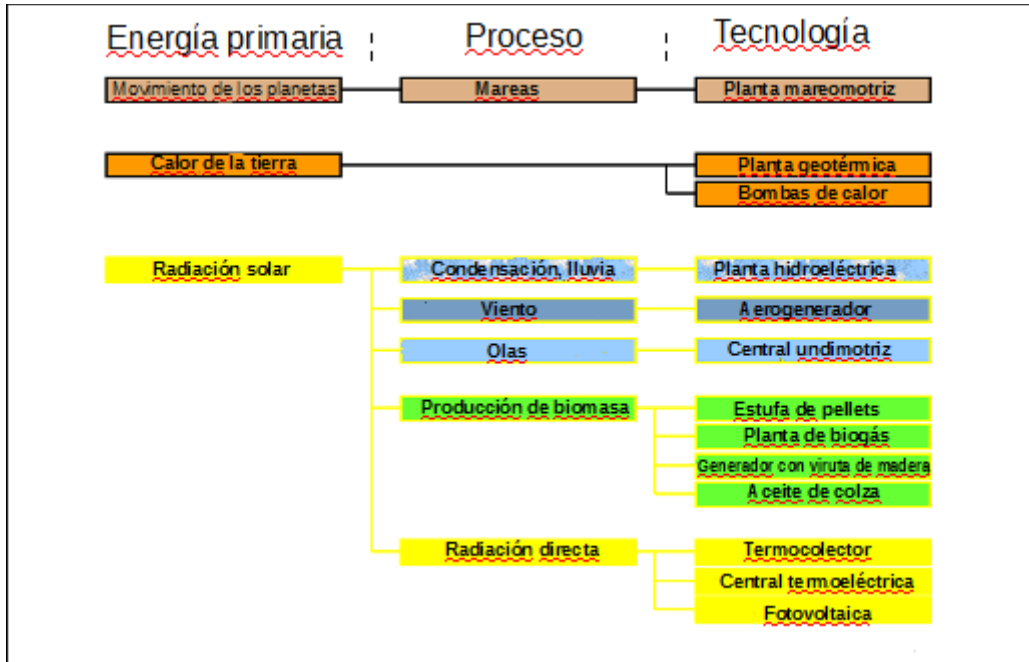 Energía primaria
Proceso
Tecnología
Movimiento de los planetas
Mareas
Planta mareomotriz
Calor de la tierra
Planta geotérmica
Bombas de calor
Radiación solar
Condensación, lluvia
Planta hidroeléctrica
Viento
Aerogenerador
Olas
Central undimotriz
Producción de biomasa
Estufa de pellets
Planta de biogás
Generador con viruta de madera
Aceite de colza
Radiación directa
Termocolector
Central termoeléctrica
Fotovoltaica